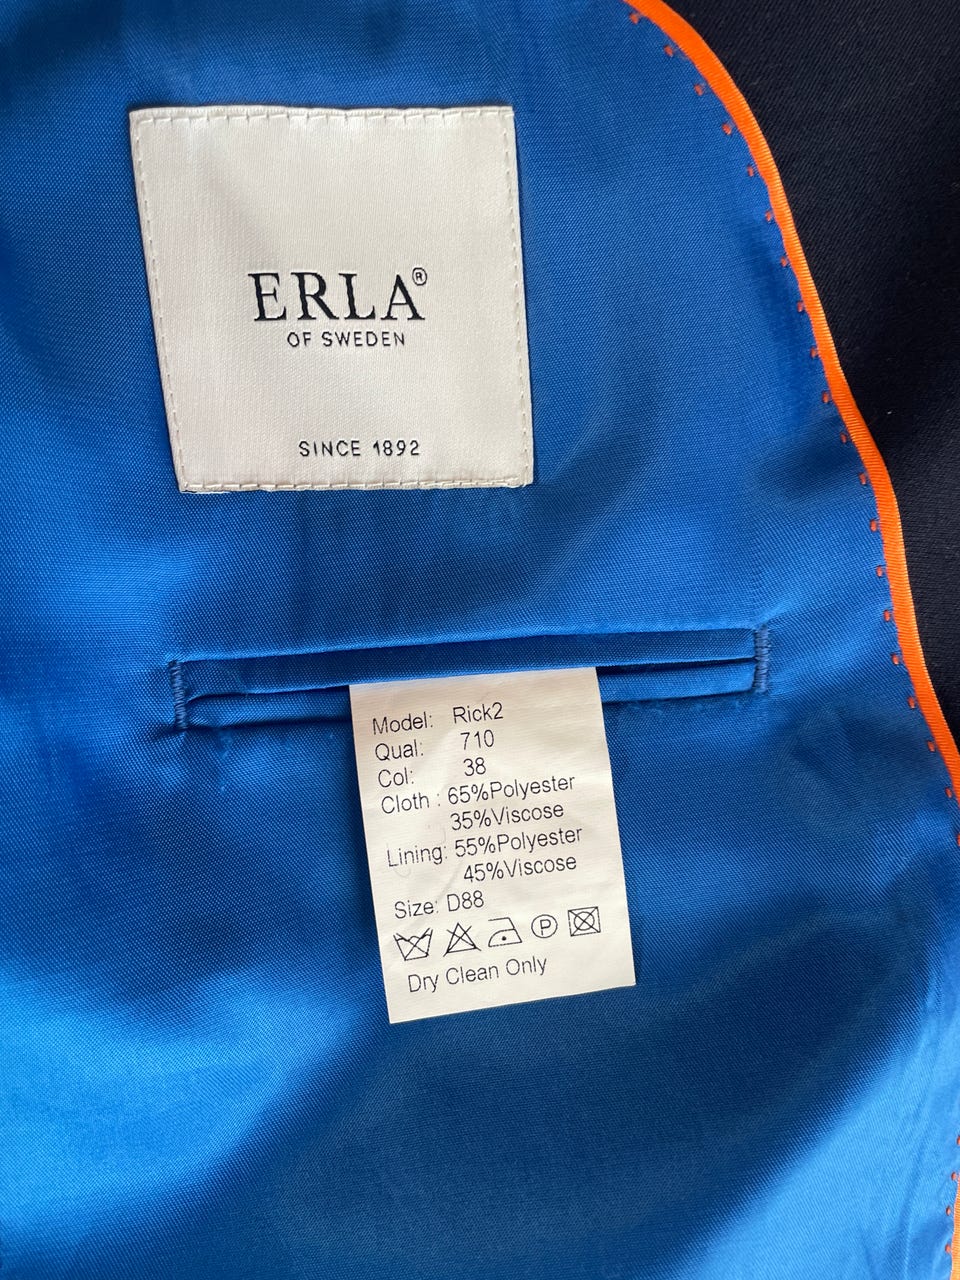 ERLA®
OF SWEDEN
SINCE 1892
Model: Rick2
Qual: 710
Col: 38
Cloth : 65%Polyester
35%Viscose
Lining: 55%Polyester
45%Viscose
Size: D88
P
Dry Clean Only